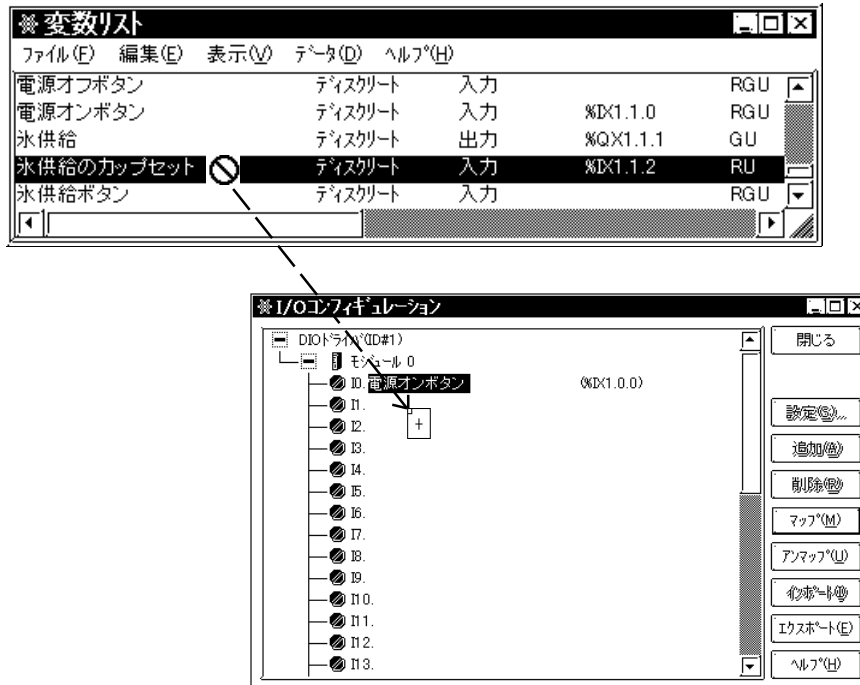 変数リスト
ファイル(F) 編集(E) 表示(V) データ(D) ヘルプ(H)
電源オフボタン ディスクリート 入力 RGU
電源オンボタン ディスクリート 入力 %IX1.1.0 RGU
氷供給 ディスクリート 出力 %QX1.1.1 GU
氷供給のカップセット ディスクリート 入力 %IX1.1.2 RU
氷供給ボタン ディスクリート 入力 RGU
I/Oコンフィギュレーション
DIOドライバ(ID#1)
モジュール 0
I0. 電源オンボタン (%IX1.0.0)
I1.
I2.
I3.
I4.
I5.
I6.
I7.
I8.
I9.
I10.
I11.
I12.
I13.
閉じる
設定(S)...
追加(A)
削除(R)
マップ(M)
アンマップ(U)
インポート(I)
エクスポート(E)
ヘルプ(H)